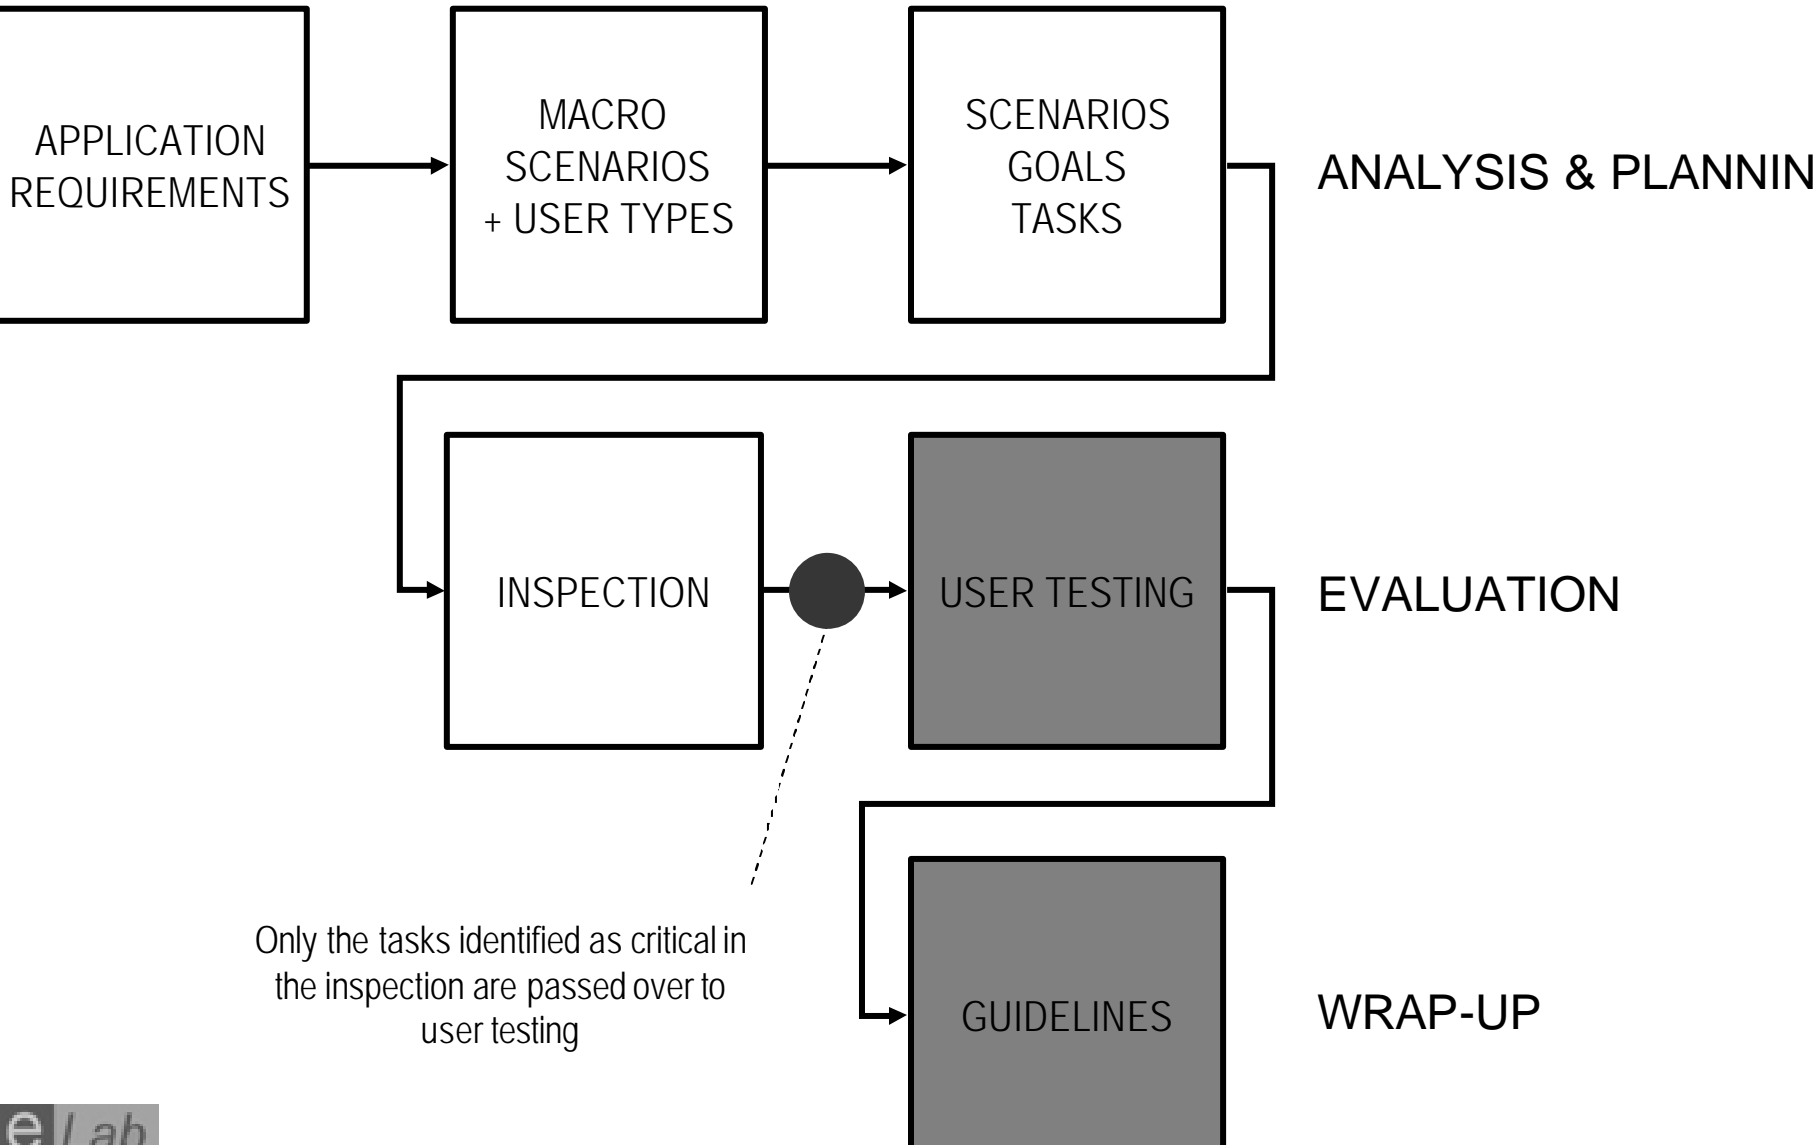 APPLICATION
REQUIREMENTS
MACRO
SCENARIOS
+ USER TYPES
SCENARIOS
GOALS
TASKS
ANALYSIS & PLANNIN
INSPECTION
USER TESTING
EVALUATION
Only the tasks identified as critical in
the inspection are passed over to
user testing
GUIDELINES
WRAP-UP
e Lab